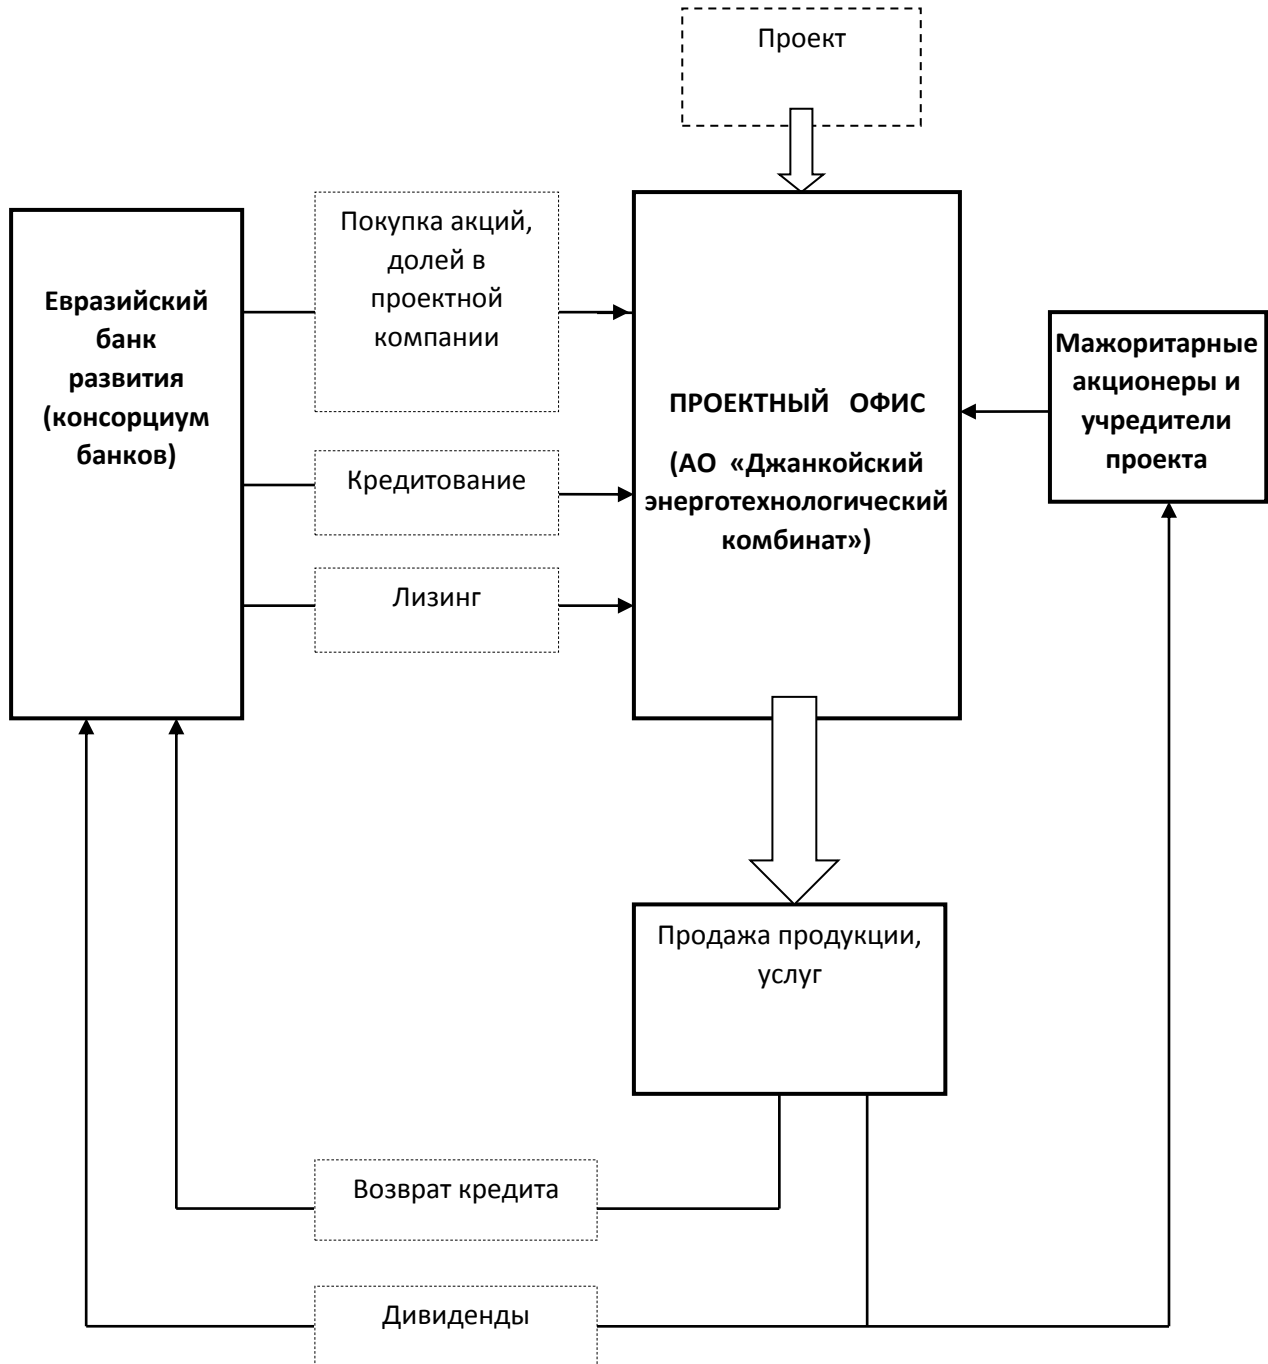 Проект
Покупка акций,
долей в
проектной
компании
Евразийский
банк
развития
(консорциум
банков)
Мажоритарные
акционеры и
учредители
проекта
ПРОЕКТНЫЙ ОФИС
(АО «Джанкойский
энерготехнологический
комбинат»)
Кредитование
Лизинг
Продажа продукции,
услуг
Возврат кредита
Дивиденды